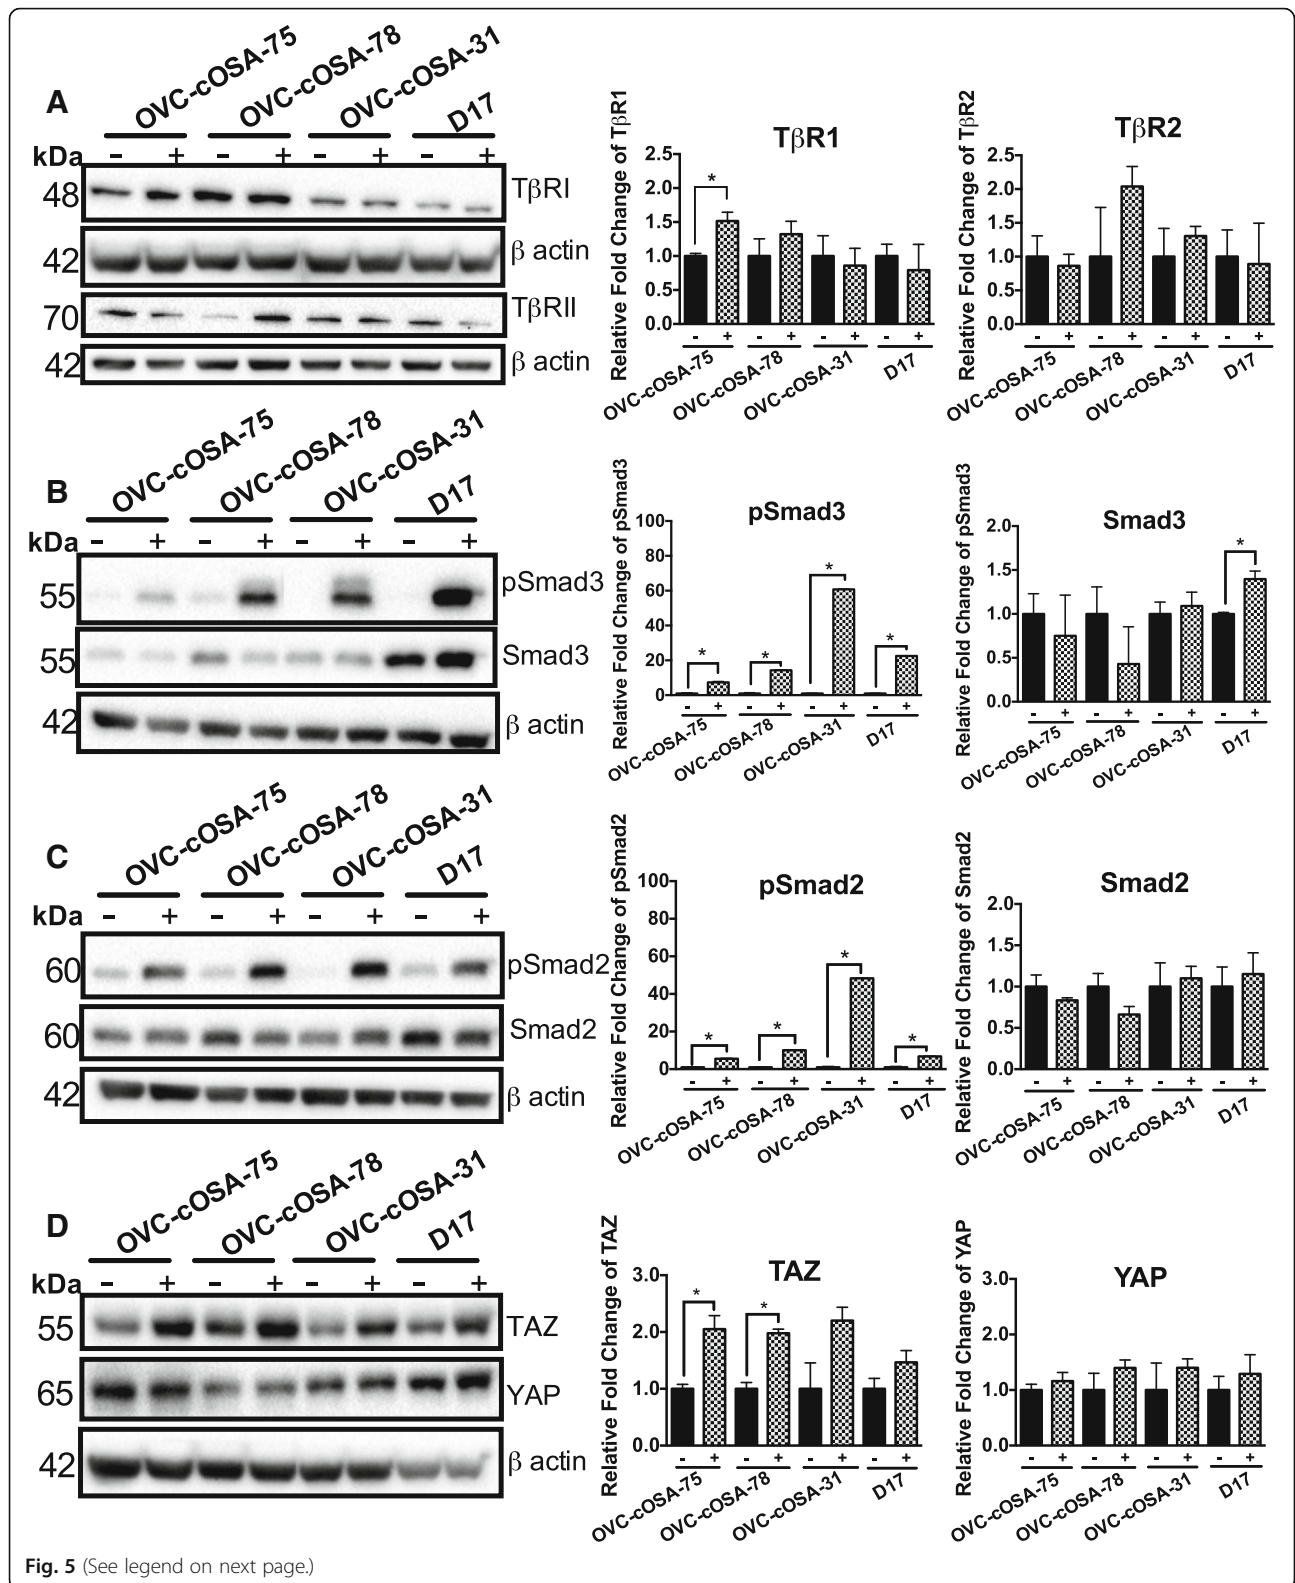 A
OVC-cOSA-75
OVC-cOSA-78
OVC-cOSA-31
D17
kDa
- + - + - + - +
48 TβRI
42 β actin
70 TβRII
42 β actin
TβR1
Relative Fold Change of TβR1
2.5
2.0
1.5
1.0
0.5
0.0
*
- + - + - + - +
OVC-cOSA-75
OVC-cOSA-78
OVC-cOSA-31
D17
TβR2
Relative Fold Change of TβR2
2.5
2.0
1.5
1.0
0.5
0.0
- + - + - + - +
OVC-cOSA-75
OVC-cOSA-78
OVC-cOSA-31
D17
B
OVC-cOSA-75
OVC-cOSA-78
OVC-cOSA-31
D17
kDa
- + - + - + - +
55 pSmad3
55 Smad3
42 β actin
pSmad3
Relative Fold Change of pSmad3
100
80
60
40
20
0
* * * *
- + - + - + - +
OVC-cOSA-75
OVC-cOSA-78
OVC-cOSA-31
D17
Smad3
Relative Fold Change of pSmad3
2.0
1.5
1.0
0.5
0.0
*
- + - + - + - +
OVC-cOSA-75
OVC-cOSA-78
OVC-cOSA-31
D17
C
OVC-cOSA-75
OVC-cOSA-78
OVC-cOSA-31
D17
kDa
- + - + - + - +
60 pSmad2
60 Smad2
42 β actin
pSmad2
Relative Fold Change of pSmad2
100
80
60
40
20
0
* * * *
- + - + - + - +
OVC-cOSA-75
OVC-cOSA-78
OVC-cOSA-31
D17
Smad2
Relative Fold Change of Smad2
2.0
1.5
1.0
0.5
0.0
- + - + - + - +
OVC-cOSA-75
OVC-cOSA-78
OVC-cOSA-31
D17
D
OVC-cOSA-75
OVC-cOSA-78
OVC-cOSA-31
D17
kDa
- + - + - + - +
55 TAZ
65 YAP
42 β actin
TAZ
Relative Fold Change of TAZ
3.0
2.0
1.0
0.0
* *
- + - + - + - +
OVC-cOSA-75
OVC-cOSA-78
OVC-cOSA-31
D17
YAP
Relative Fold Change of YAP
3.0
2.0
1.0
0.0
- + - + - + - +
OVC-cOSA-75
OVC-cOSA-78
OVC-cOSA-31
D17
Fig. 5 (See legend on next page.)